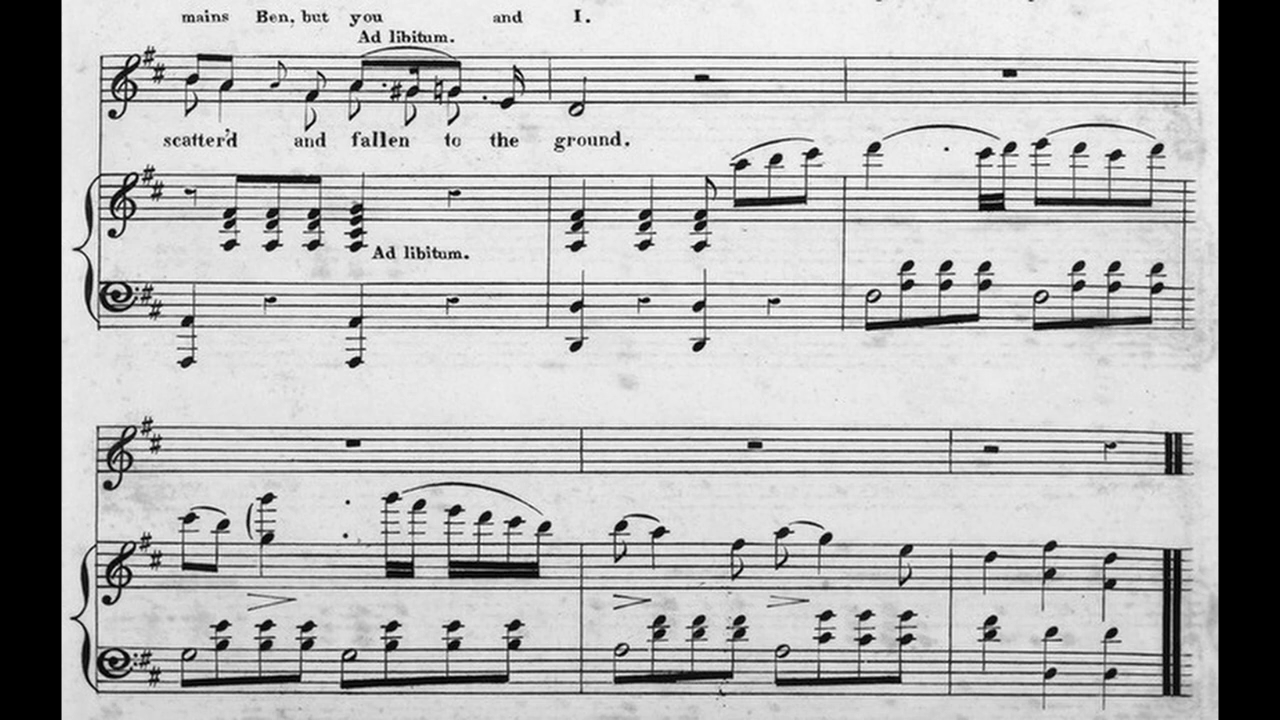 mains Ben, but you and I.
Ad libitum.
scatter'd and fallen to the ground.
Ad libitum.